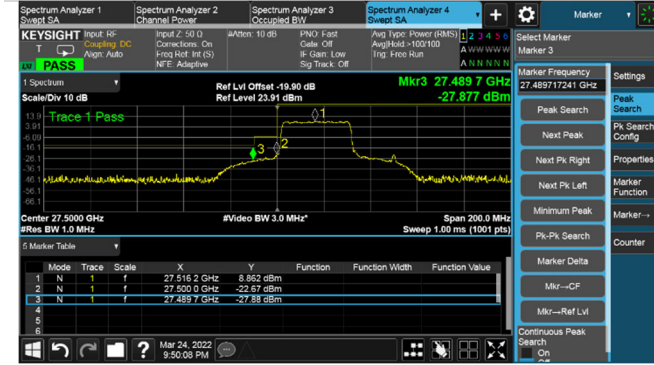 Spectrum Analyzer 1
Swept SA
Spectrum Analyzer 2
Channel Power
Spectrum Analyzer 3
Occupied BW
Spectrum Analyzer 4
Swept SA
Marker
KEYSIGHT
T
PASS
Input: RF
Coupling: DC
Align: Auto
Input Z: 50 Ω
Corrections: On
Freq Ref: Int (S)
NFE: Adaptive
#Atten: 10 dB
PNO: Fast
Gate: Off
IF Gain: Low
Sig Track: Off
Avg Type: Power (RMS)
Avg|Hold >100/100
Trig: Free Run
1 2 3 4 5 6
A W W W W W
A N N N N N
Select Marker
Marker 3
1 Spectrum
Scale/Div 10 dB
Ref Lvl Offset -19.90 dB
Ref Level 23.91 dBm
Mkr3 27.489 7 GHz
-27.877 dBm
Trace 1 Pass
13.9
3.91
-6.09
-16.1
-26.1
-36.1
-46.1
-56.1
-66.1
1
2
3
Center 27.5000 GHz
#Res BW 1.0 MHz
#Video BW 3.0 MHz*
Span 200.0 MHz
Sweep 1.00 ms (1001 pts)
5 Marker Table
Mode Trace Scale X Y Function Function Width Function Value
1 N 1 f 27.516 2 GHz 8.862 dBm
2 N 1 f 27.500 0 GHz -22.67 dBm
3 N 1 f 27.489 7 GHz -27.88 dBm
4
5
6
Mar 24, 2022
9:50:08 PM
Marker Frequency
27.489717241 GHz
Peak Search
Next Peak
Next Pk Right
Next Pk Left
Minimum Peak
Pk-Pk Search
Marker Delta
Mkr→CF
Mkr→Ref Lvl
Continuous Peak
Search
On
Off
Settings
Peak
Search
Pk Search
Config
Properties
Marker
Function
Marker→
Counter